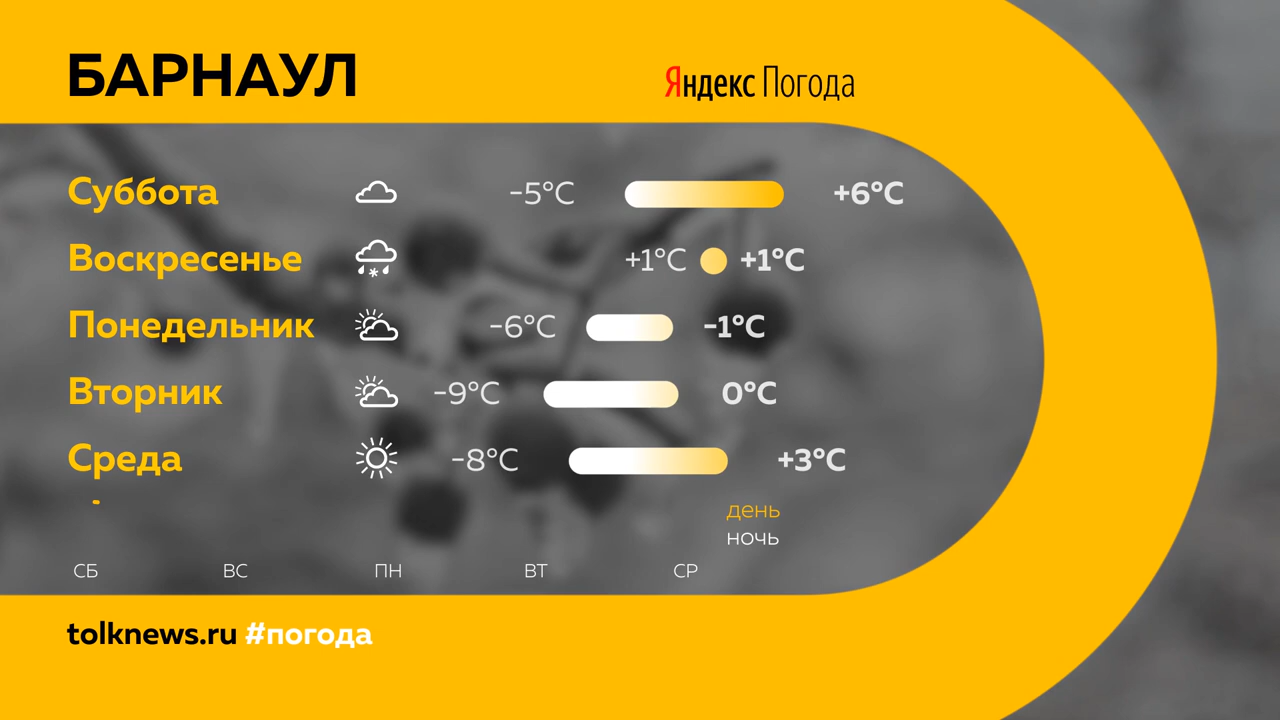 БАРНАУЛ
Яндекс Погода
Суббота -5°C +6°C
Воскресенье +1°C +1°C
Понедельник -6°C -1°C
Вторник -9°C 0°C
Среда -8°C +3°C
день
ночь
СБ ВС ПН ВТ СР
tolknews.ru #погода